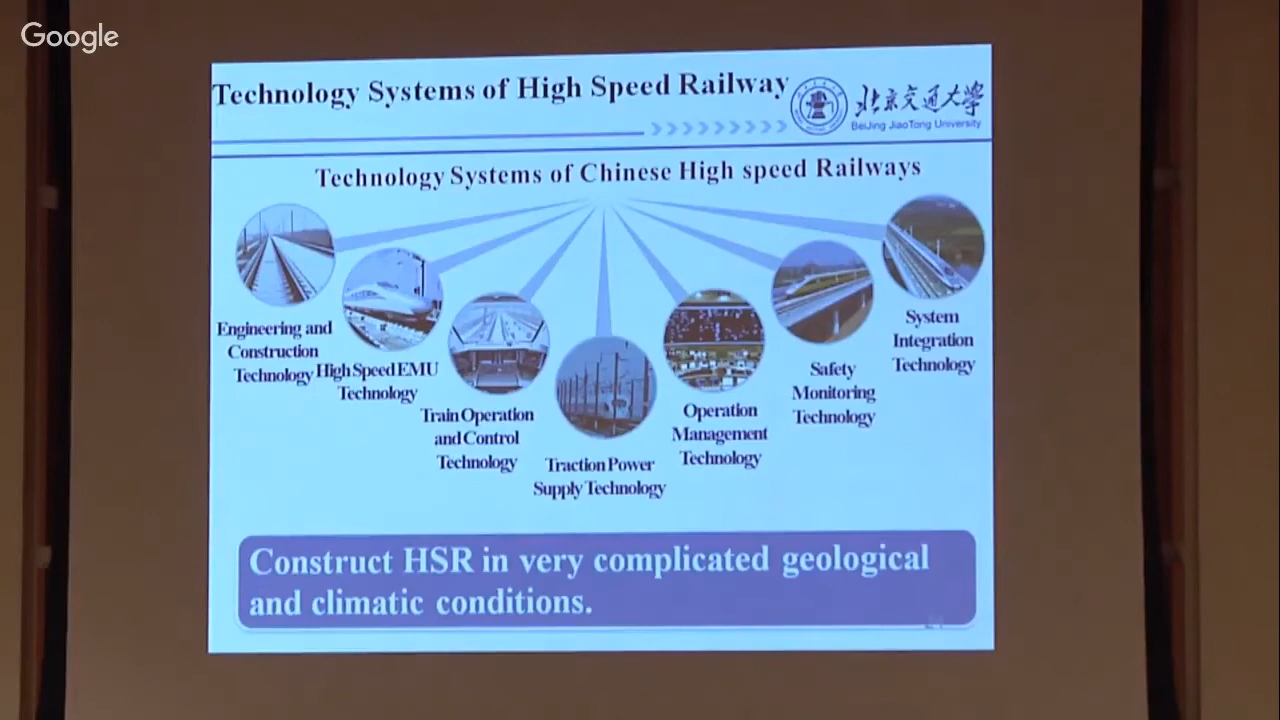 Google
Technology Systems of High Speed Railway
北京交通大學
BeiJing JiaoTong University
Technology Systems of Chinese High speed Railways
Engineering and
Construction
Technology
High Speed EMU
Technology
Train Operation
and Control
Technology
Traction Power
Supply Technology
Operation
Management
Technology
Safety
Monitoring
Technology
System
Integration
Technology
Construct HSR in very complicated geological
and climatic conditions.